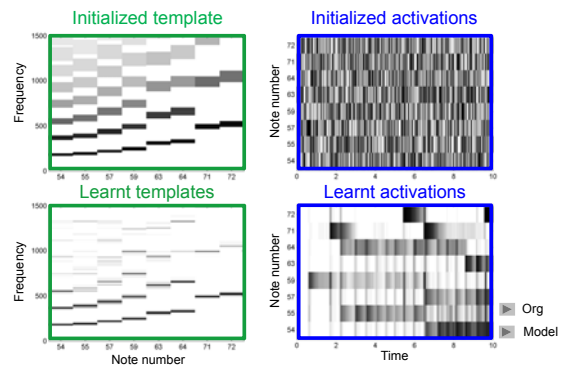 Initialized template
Initialized activations
Frequency
1500
1000
500
0
54 55 57 59 63 64 71 72
Note number
72
71
64
63
59
57
55
54
0 2 4 6 8 10
Learnt templates
Learnt activations
Frequency
1500
1000
500
0
54 55 57 59 63 64 71 72
Note number
Note number
72
71
64
63
59
57
55
54
0 2 4 6 8 10
Time
Org
Model